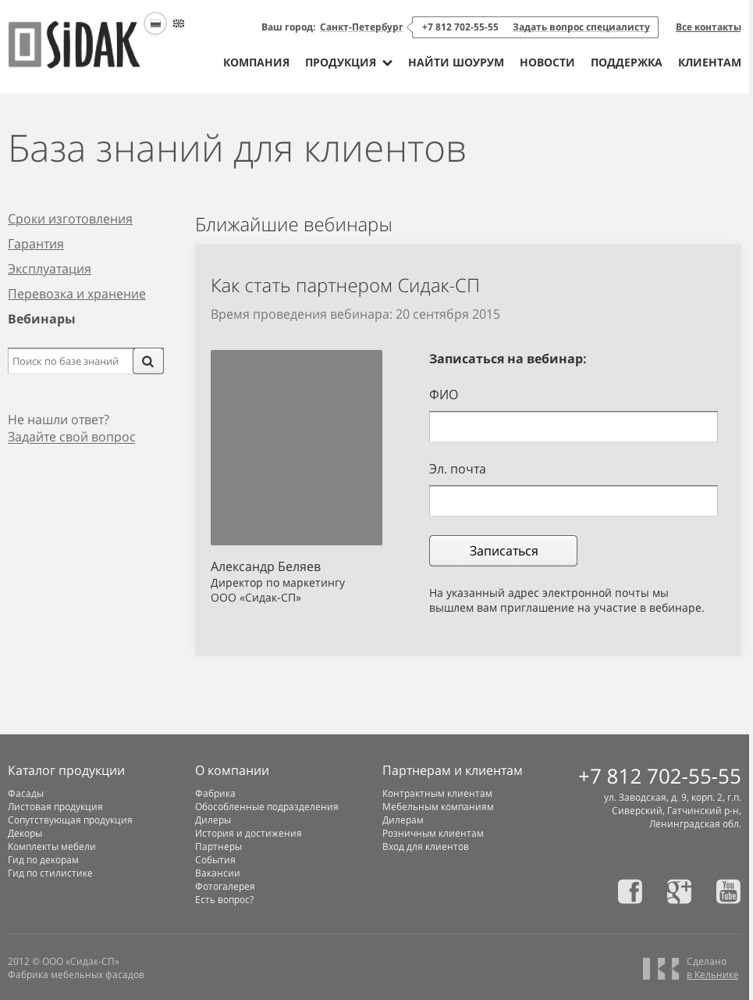 SiDAK
Ваш город: Санкт-Петербург
+7 812 702-55-55 Задать вопрос специалисту
Все контакты
КОМПАНИЯ ПРОДУКЦИЯ НАЙТИ ШОУРУМ НОВОСТИ ПОДДЕРЖКА КЛИЕНТАМ
База знаний для клиентов
Сроки изготовления
Гарантия
Эксплуатация
Перевозка и хранение
Вебинары
Поиск по базе знаний
Не нашли ответ?
Задайте свой вопрос
Ближайшие вебинары
Как стать партнером Сидак-СП
Время проведения вебинара: 20 сентября 2015
Александр Беляев
Директор по маркетингу
ООО «Сидак-СП»
Записаться на вебинар:
ФИО
Эл. почта
Записаться
На указанный адрес электронной почты мы
вышлем вам приглашение на участие в вебинаре.
Каталог продукции
Фасады
Листовая продукция
Сопутствующая продукция
Декоры
Комплекты мебели
Гид по декорам
Гид по стилистике
О компании
Фабрика
Обособленные подразделения
Дилеры
История и достижения
Партнеры
События
Вакансии
Фотогалерея
Есть вопрос?
Партнерам и клиентам
Контрактным клиентам
Мебельным компаниям
Дилерам
Розничным клиентам
Вход для клиентов
+7 812 702-55-55
ул. Заводская, д. 9, корп. 2, г.п.
Сиверский, Гатчинский р-н,
Ленинградская обл.
You
Tube
2012 © ООО «Сидак-СП»
Фабрика мебельных фасадов
Сделано
в Кельнике